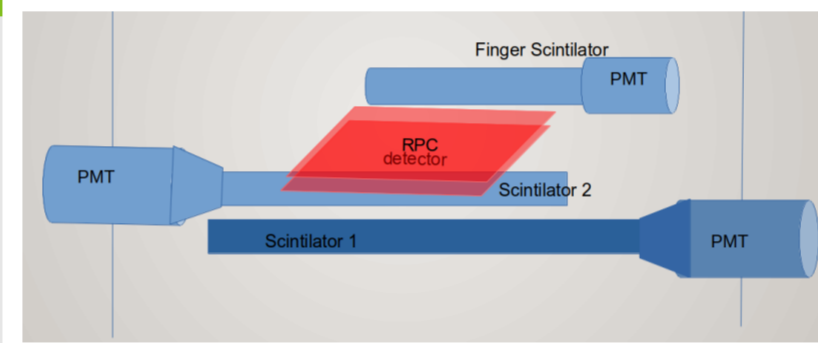 Finger Scintilator
PMT
RPC
detector
PMT
Scintilator 2
Scintilator 1
PMT